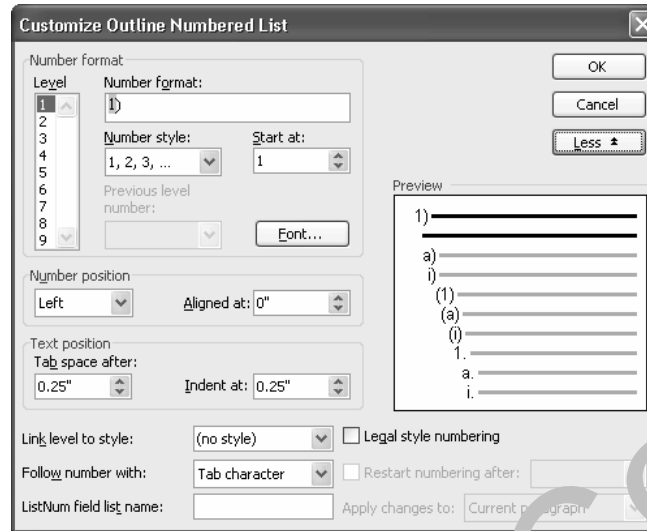 Customize Outline Numbered List
Number format
Level
Number format:
1
2
3
4
5
6
7
8
9
1)
Number style:
Start at:
1, 2, 3, ...
1
Previous level
number:
Font...
OK
Cancel
Less
Preview
1)
a)
i)
(1)
(a)
(i)
1.
a.
i.
Number position
Left
Aligned at: 0"
Text position
Tab space after:
0.25"
Indent at: 0.25"
Link level to style: (no style)
Legal style numbering
Follow number with: Tab character
Restart numbering after:
ListNum field list name:
Apply changes to: Current paragraph